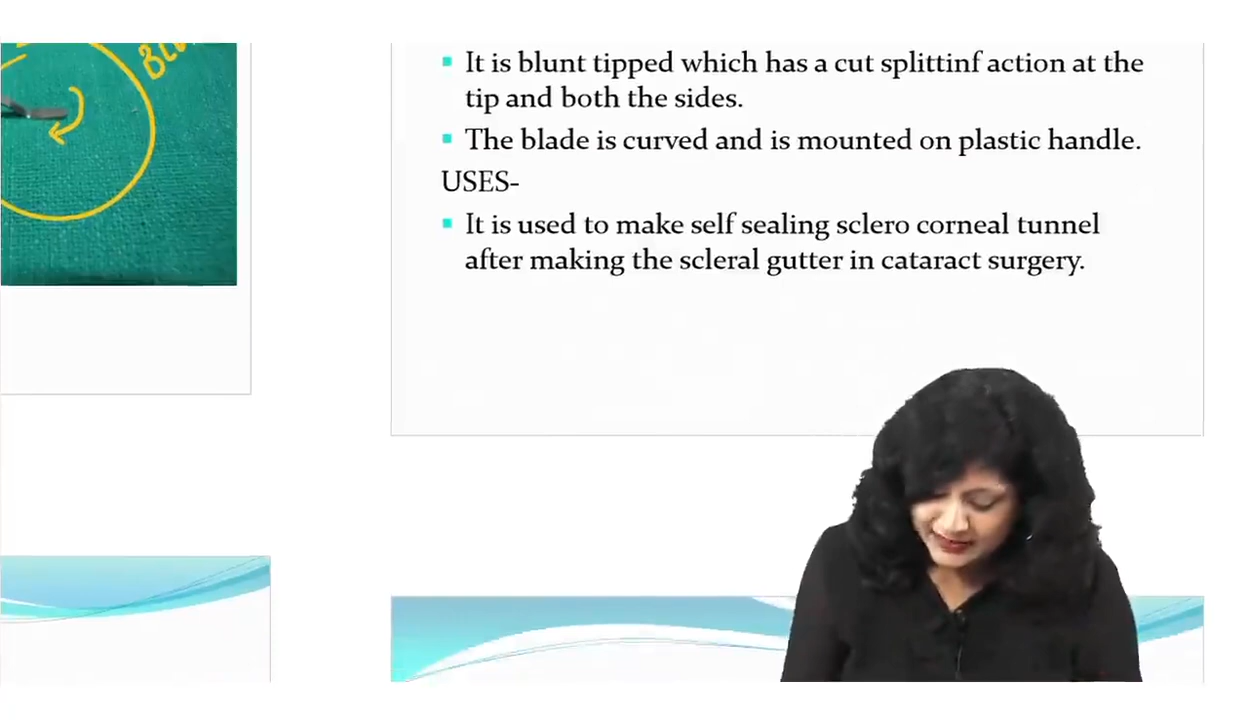 It is blunt tipped which has a cut splittinf action at the
tip and both the sides.
The blade is curved and is mounted on plastic handle.
USES-
It is used to make self sealing sclero corneal tunnel
after making the scleral gutter in cataract surgery.